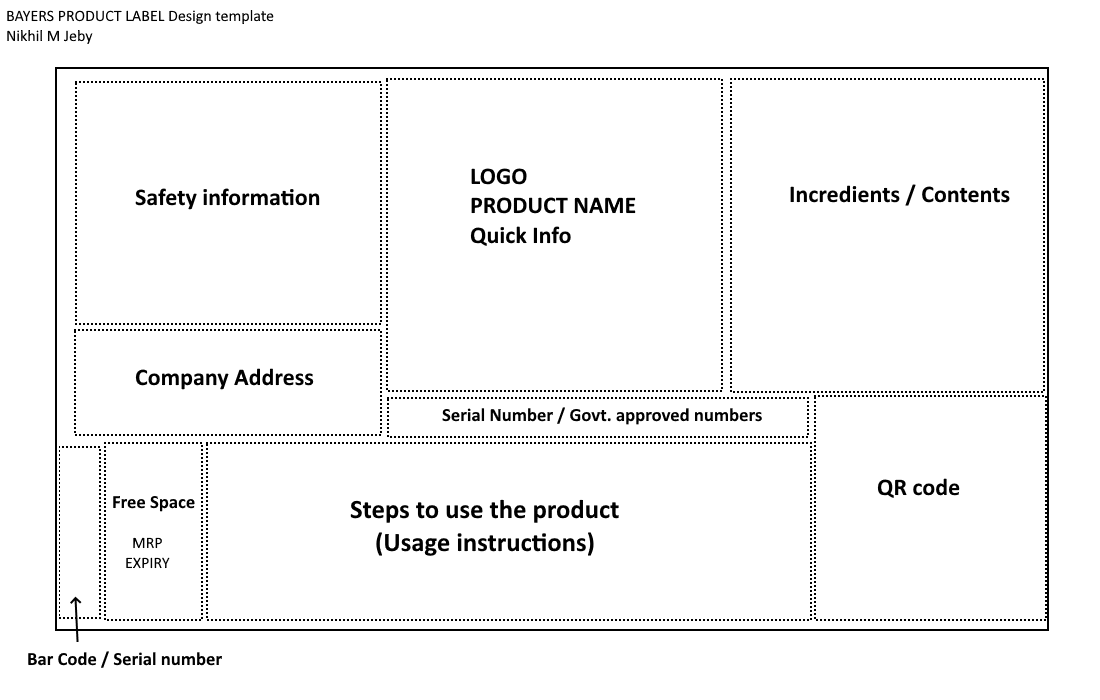 BAYERS PRODUCT LABEL Design template
Nikhil M Jeby
Safety information
LOGO
PRODUCT NAME
Quick Info
Incredients / Contents
Company Address
Serial Number / Govt. approved numbers
Free Space
MRP
EXPIRY
Steps to use the product
(Usage instructions)
QR code
Bar Code / Serial number